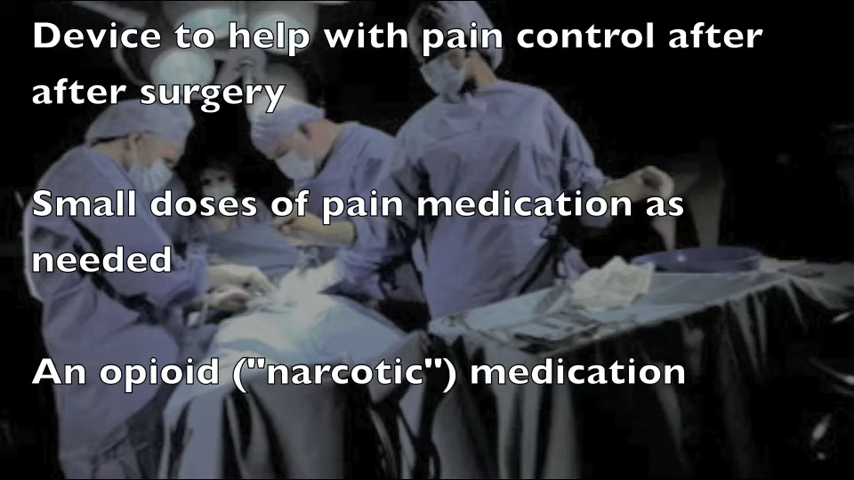 Device to help with pain control after
after surgery
Small doses of pain medication as
needed
An opioid ("narcotic") medication